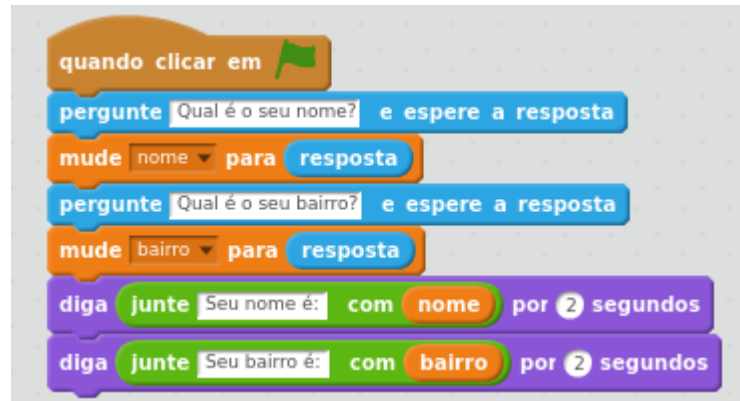 quando clicar em
pergunte Qual é o seu nome? e espere a resposta
mude nome para resposta
pergunte Qual é o seu bairro? e espere a resposta
mude bairro para resposta
diga junte Seu nome é: com nome por 2 segundos
diga junte Seu bairro é: com bairro por 2 segundos